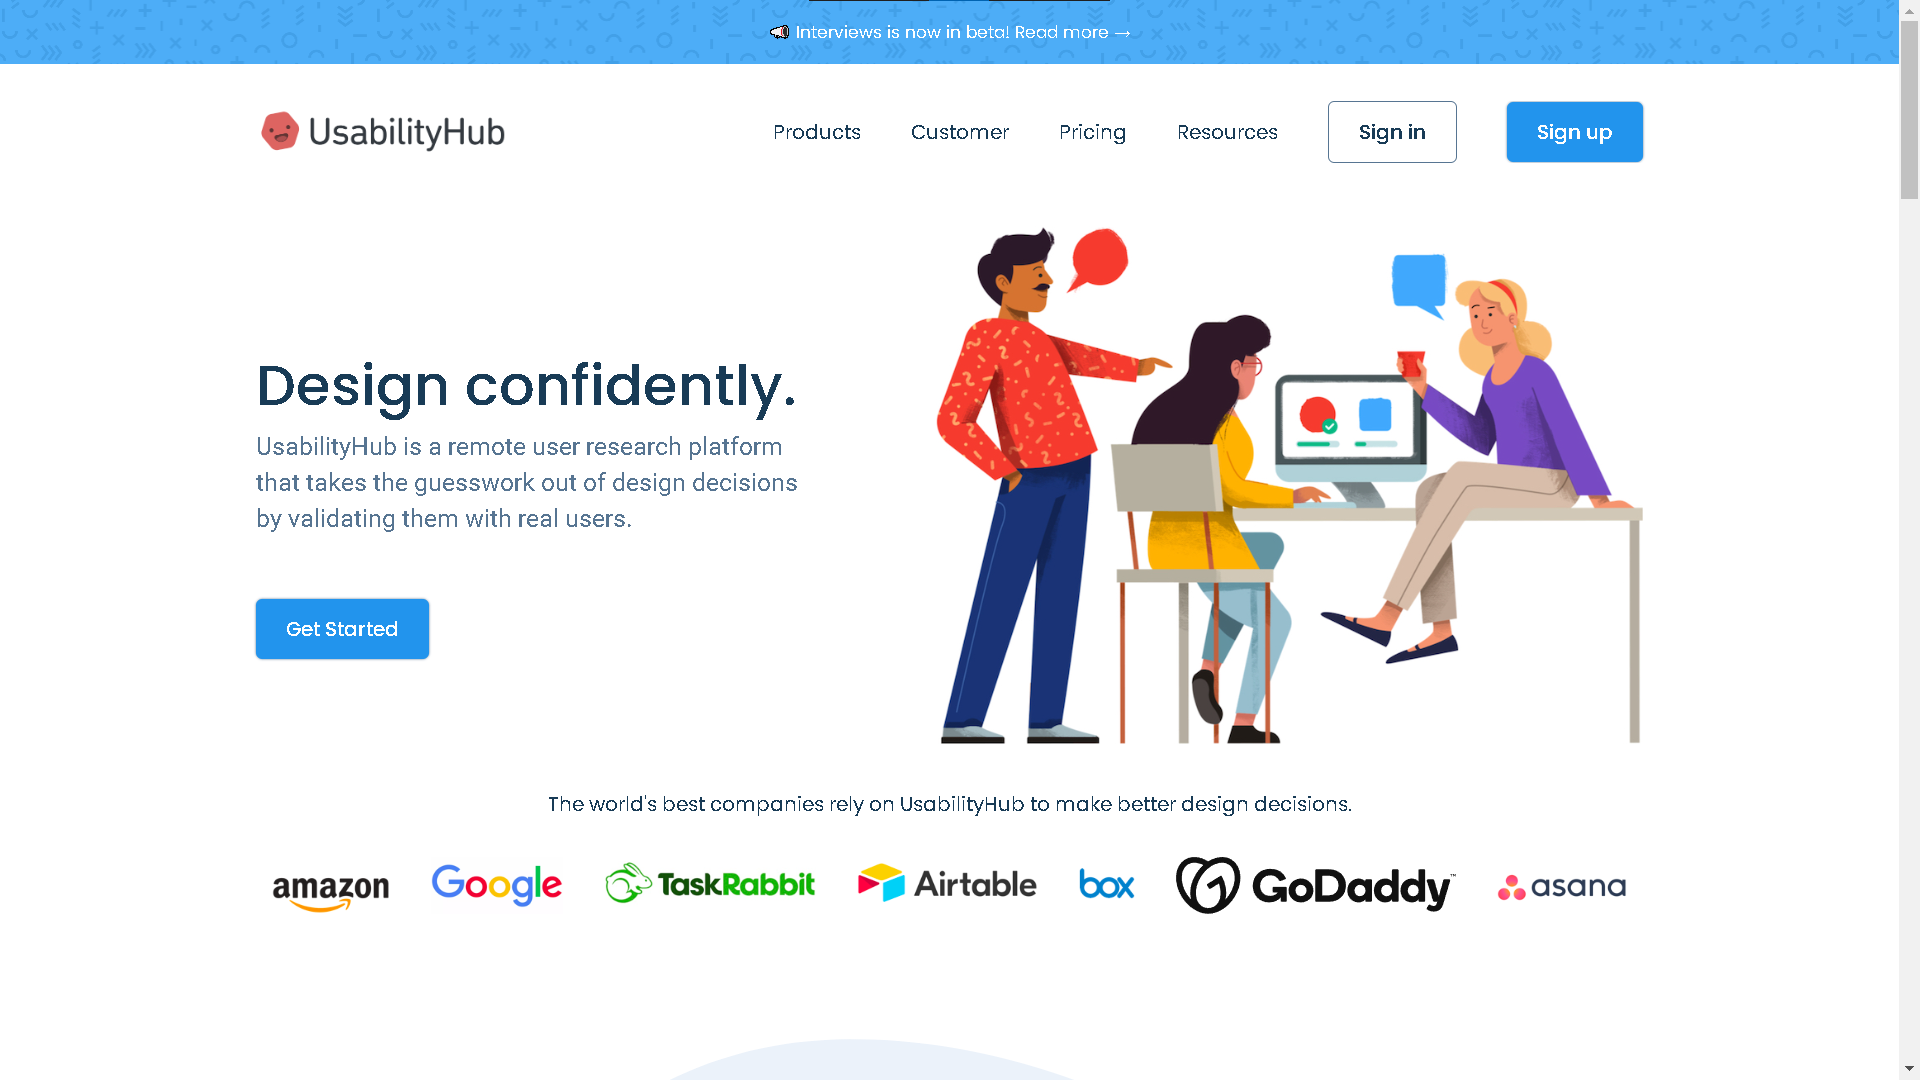 Interviews is now in beta! Read more →
UsabilityHub
Products
Customer
Pricing
Resources
Sign in
Sign up
Design confidently.
UsabilityHub is a remote user research platform
that takes the guesswork out of design decisions
by validating them with real users.
Get Started
The world's best companies rely on UsabilityHub to make better design decisions.
amazon
Google
TaskRabbit
Airtable
box
GoDaddy™
asana